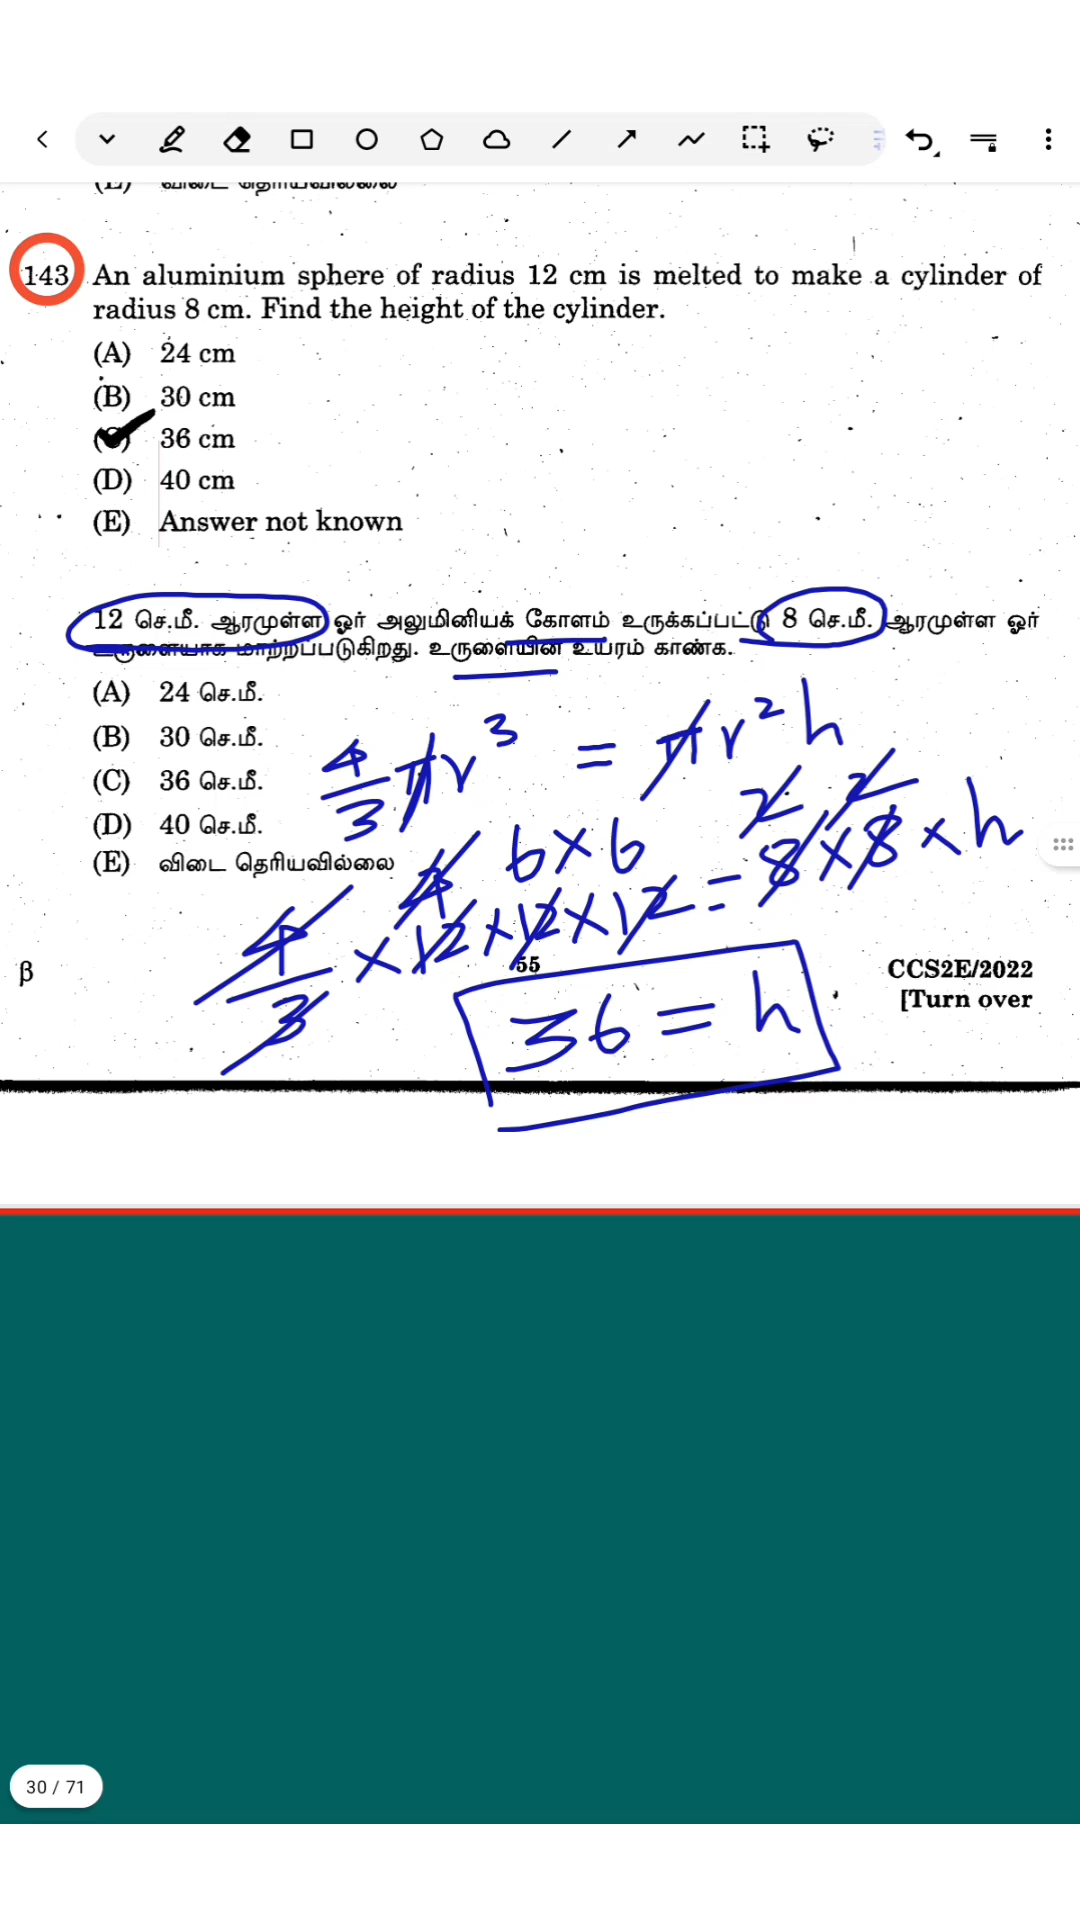 (E) விடை தெரியவில்லை
143 An aluminium sphere of radius 12 cm is melted to make a cylinder of
radius 8 cm. Find the height of the cylinder.
(A) 24 cm
(B) 30 cm
(C) 36 cm
(D) 40 cm
(E) Answer not known
12 செ.மீ. ஆரமுள்ள ஓர் அலுமினியக் கோளம் உருக்கப்பட்டு 8 செ.மீ. ஆரமுள்ள ஓர்
உருளையாக மாற்றப்படுகிறது. உருளையின் உயரம் காண்க.
(A) 24 செ.மீ.
(B) 30 செ.மீ.
(C) 36 செ.மீ.
(D) 40 செ.மீ.
(E) விடை தெரியவில்லை
4/3 πr³ = πr²h
4 6×6 2 2
4/3 ×12×12×12 = 8×8×h
36 = h
β 55 CCS2E/2022
[Turn over
30 / 71